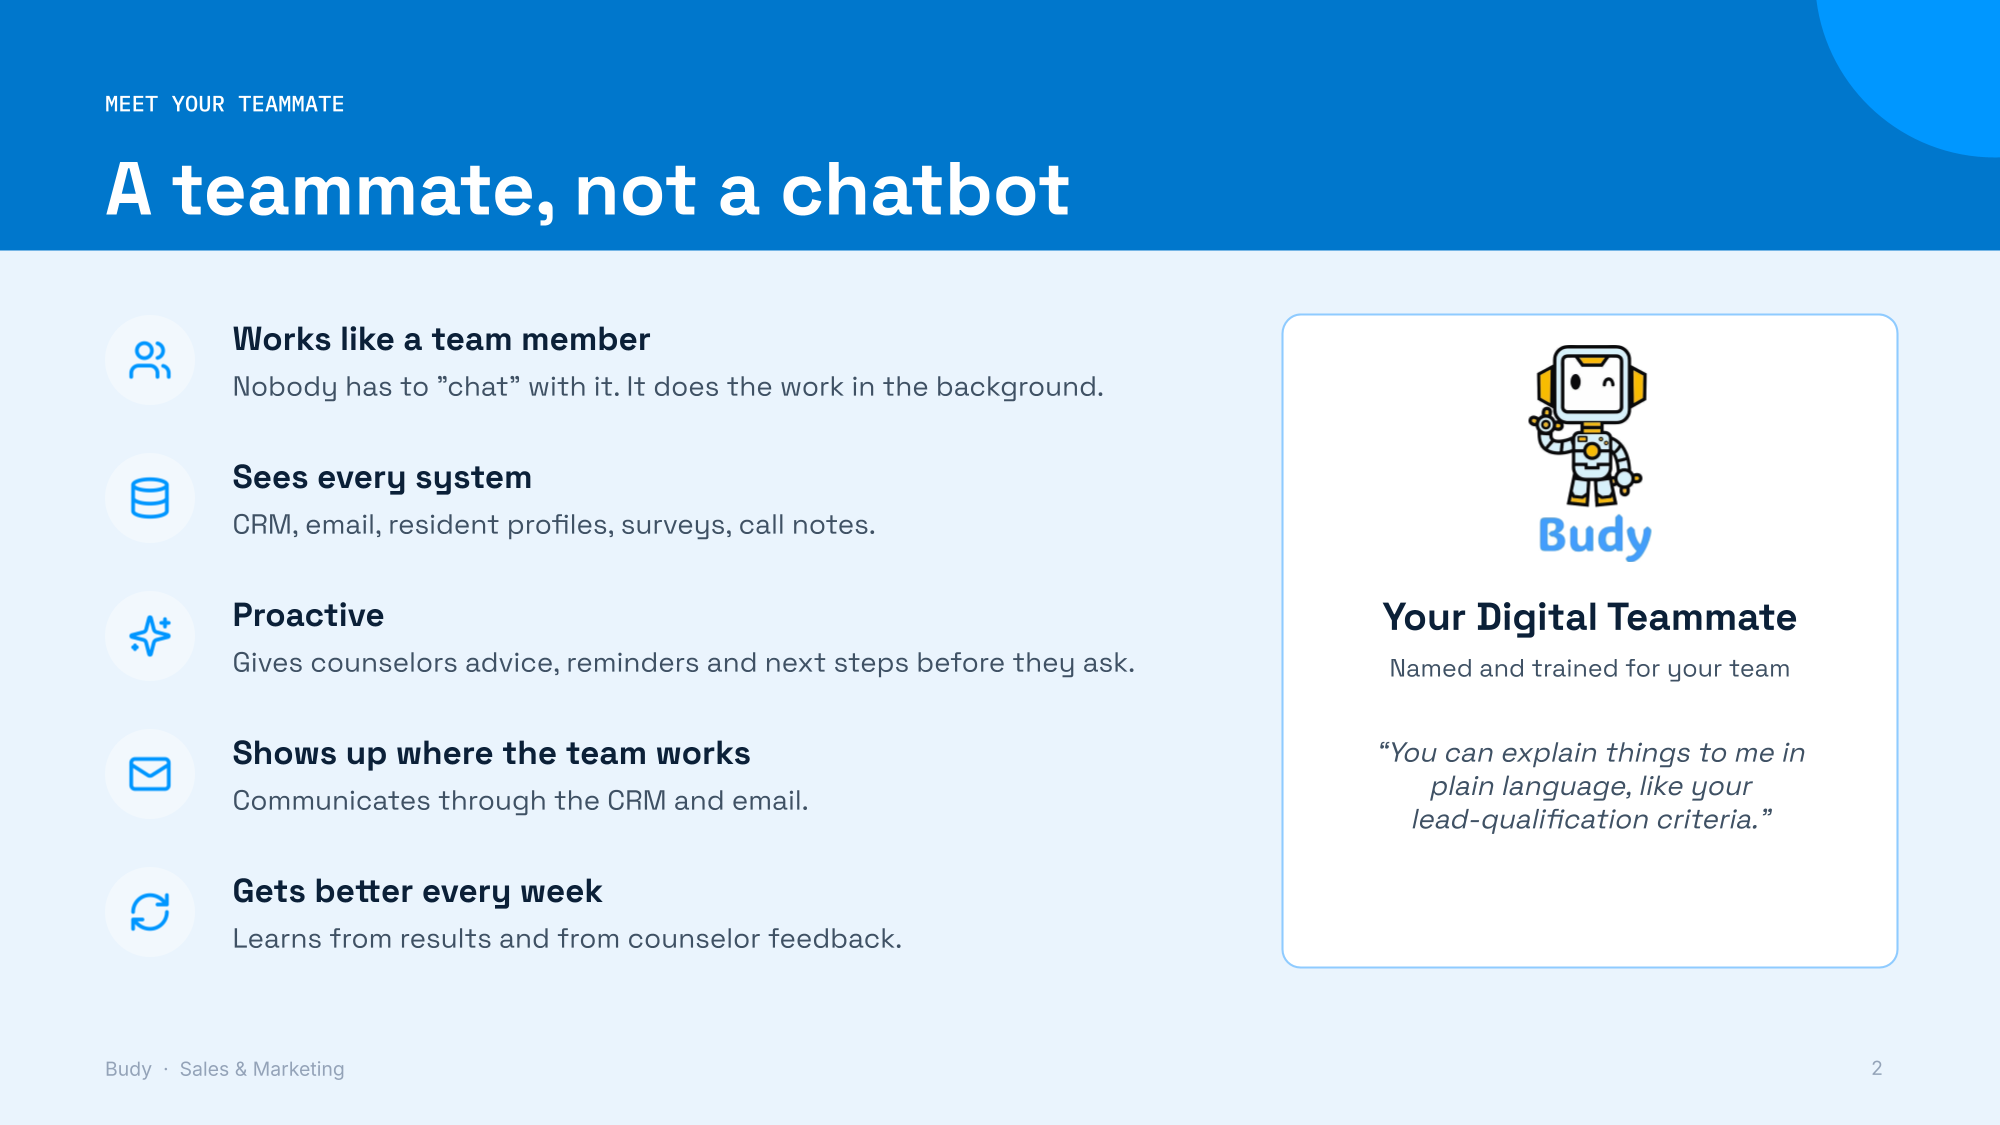 MEET YOUR TEAMMATE
A teammate, not a chatbot
Works like a team member
Nobody has to ”chat” with it. It does the work in the background.
Sees every system
CRM, email, resident profiles, surveys, call notes.
Proactive
Gives counselors advice, reminders and next steps before they ask.
Shows up where the team works
Communicates through the CRM and email.
Gets better every week
Learns from results and from counselor feedback.
Budy
Your Digital Teammate
Named and trained for your team
“You can explain things to me in
plain language, like your
lead-qualification criteria.”
Budy · Sales & Marketing
2